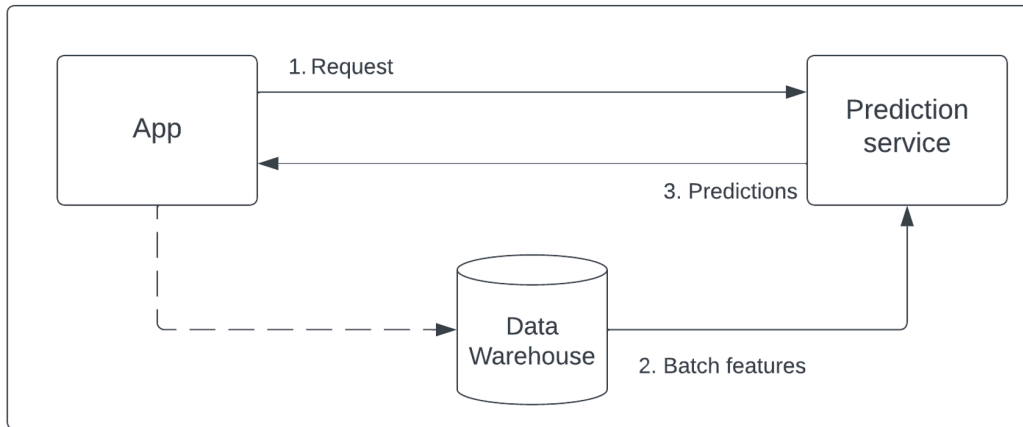 1. Request
App
Prediction
service
3. Predictions
Data
Warehouse
2. Batch features